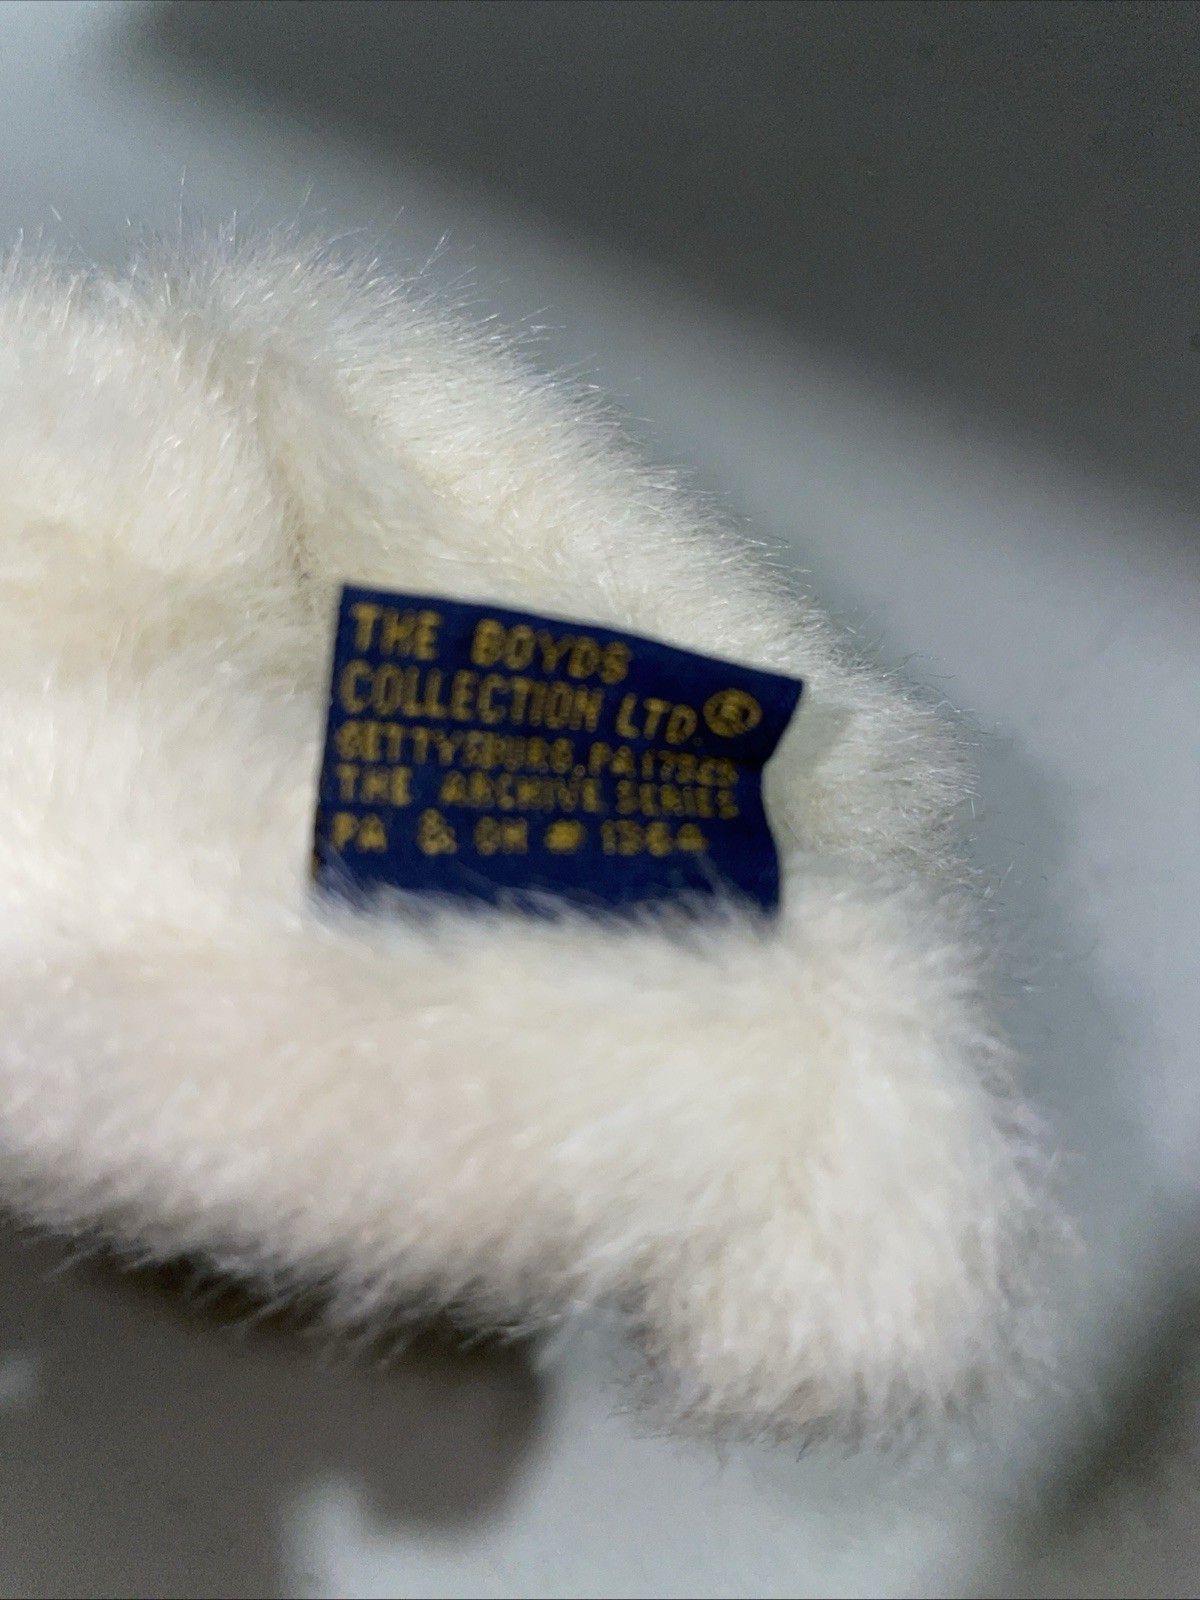 THE BOYDS
COLLECTION LTD.®
GETTYSBURG, PA 17325
THE ARCHIVE SERIES
PA & OH # 1364